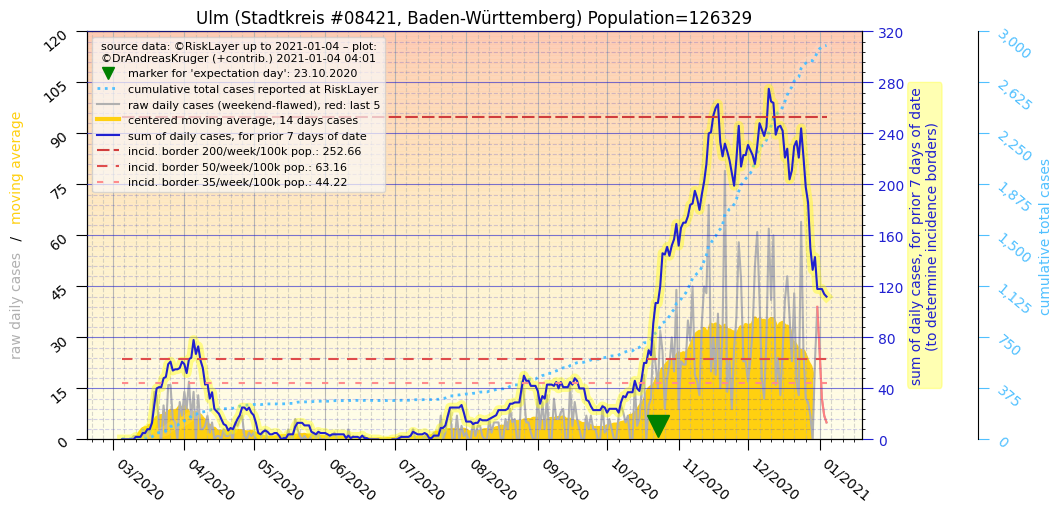 Ulm (Stadtkreis #08421, Baden-Württemberg) Population=126329
source data: ©RiskLayer up to 2021-01-04 – plot:
©DrAndreasKruger (+contrib.) 2021-01-04 04:01
marker for 'expectation day': 23.10.2020
cumulative total cases reported at RiskLayer
raw daily cases (weekend-flawed), red: last 5
centered moving average, 14 days cases
sum of daily cases, for prior 7 days of date
incid. border 200/week/100k pop.: 252.66
incid. border 50/week/100k pop.: 63.16
incid. border 35/week/100k pop.: 44.22
raw daily cases / moving average
120
105
90
75
60
45
30
15
0
03/2020
04/2020
05/2020
06/2020
07/2020
08/2020
09/2020
10/2020
11/2020
12/2020
01/2021
320
280
240
200
160
120
80
40
0
sum of daily cases, for prior 7 days of date
(to determine incidence borders)
3,000
2,625
2,250
1,875
1,500
1,125
750
375
0
cumulative total cases